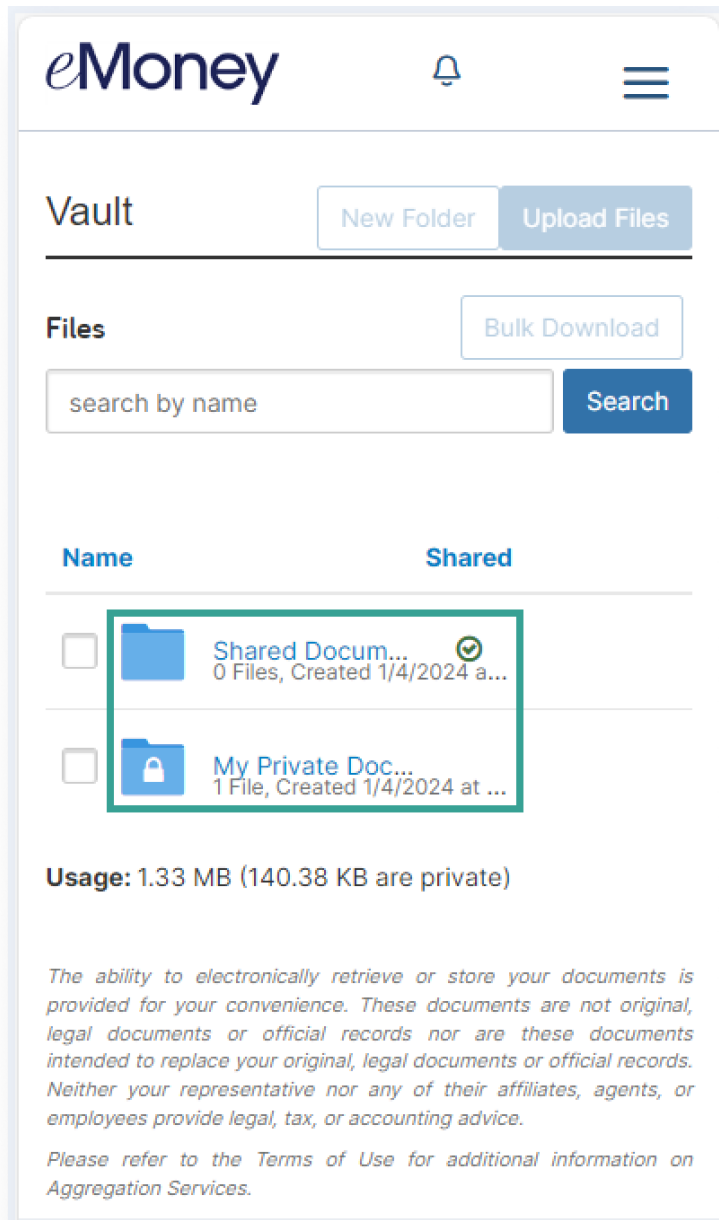 eMoney
Vault
New Folder
Upload Files
Files
Bulk Download
search by name
Search
Name
Shared
Shared Docum...
0 Files, Created 1/4/2024 a...
My Private Doc...
1 File, Created 1/4/2024 at ...
Usage: 1.33 MB (140.38 KB are private)
The ability to electronically retrieve or store your documents is
provided for your convenience. These documents are not original,
legal documents or official records nor are these documents
intended to replace your original, legal documents or official records.
Neither your representative nor any of their affiliates, agents, or
employees provide legal, tax, or accounting advice.
Please refer to the Terms of Use for additional information on
Aggregation Services.